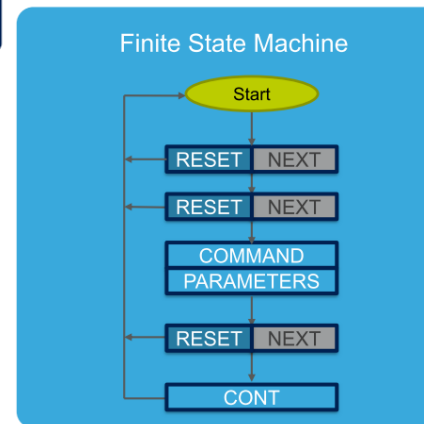 Finite State Machine
Start
RESET NEXT
RESET NEXT
COMMAND
PARAMETERS
RESET NEXT
CONT